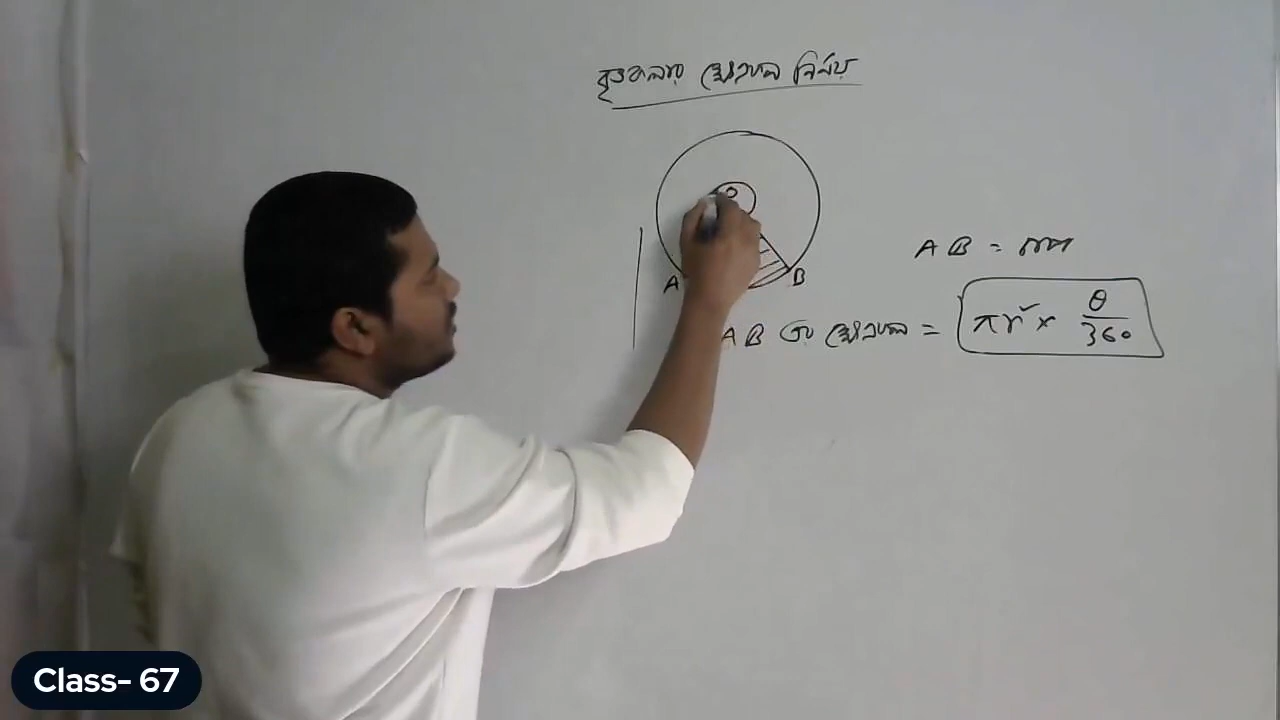 বৃত্তকলার ক্ষেত্রফল নির্ণয়
O
A
B
AB =
AB এর ক্ষেত্রফল = πr² × θ/360
Class- 67